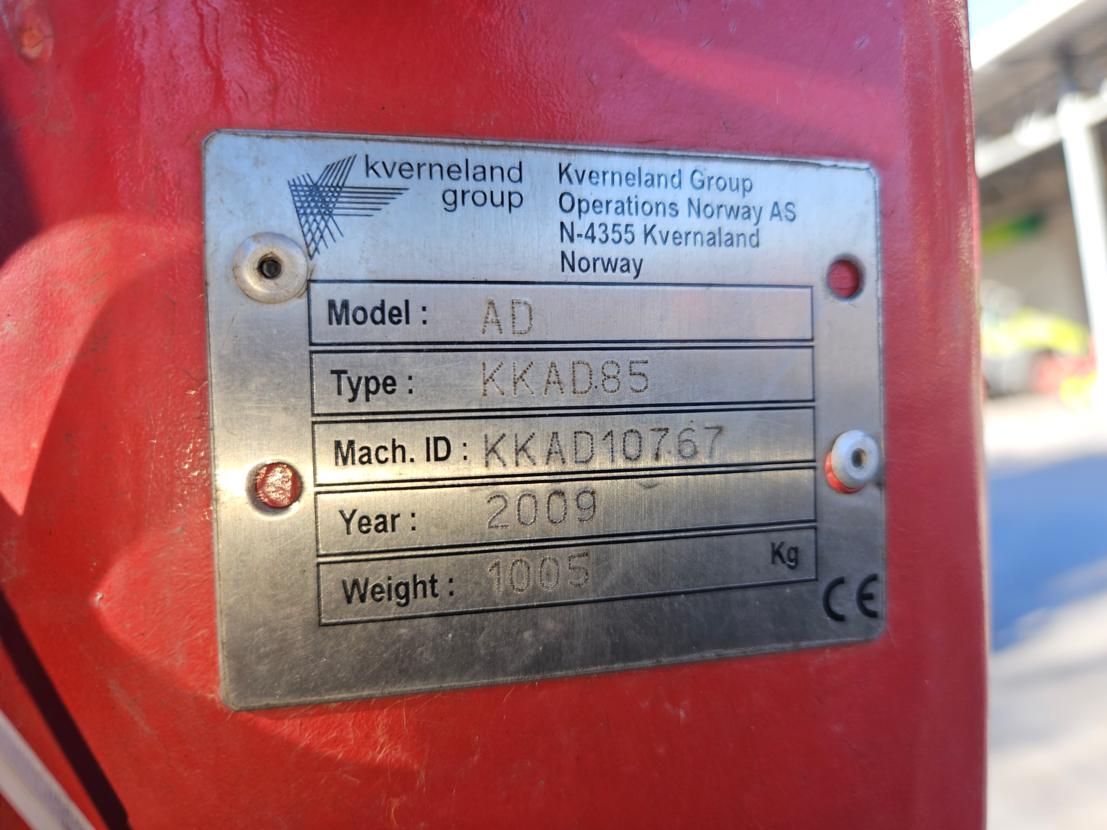 kverneland
group
Kverneland Group
Operations Norway AS
N-4355 Kvernaland
Norway
Model : AD
Type : KKAD85
Mach. ID : KKAD10767
Year : 2009
Weight : 1005 Kg
CE